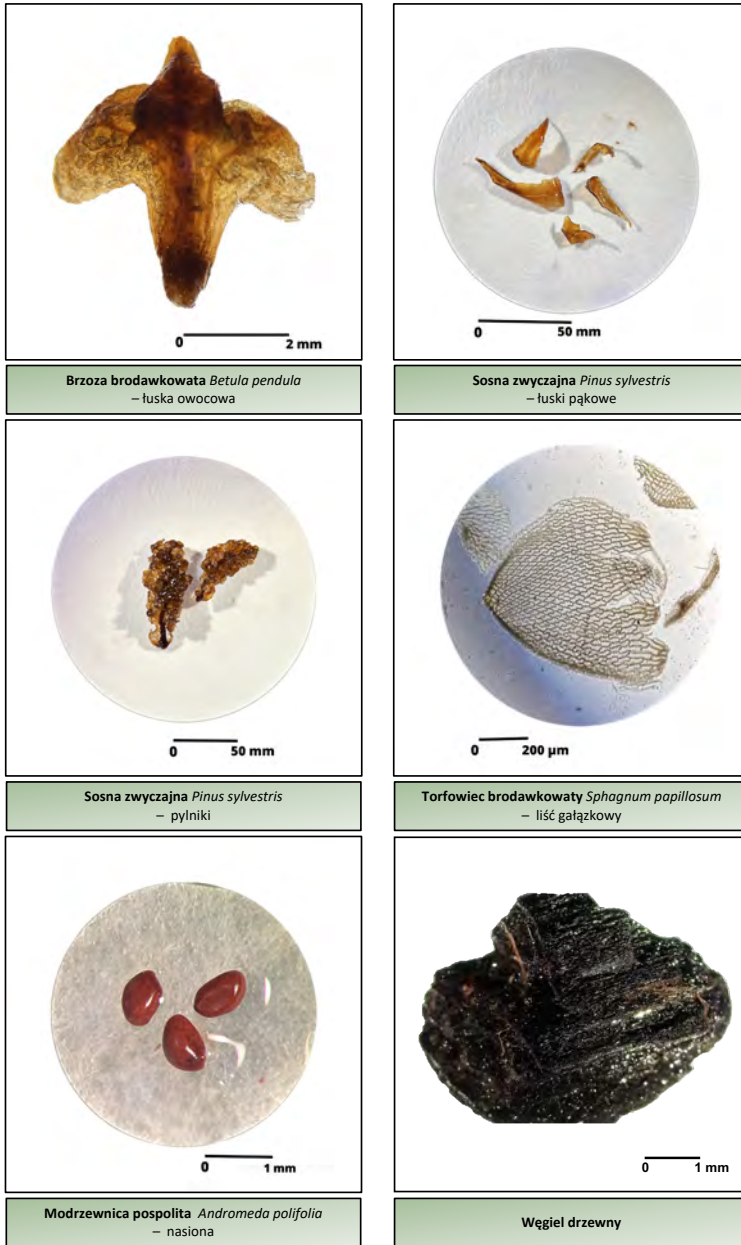 0 2 mm
0 50 mm
Brzoza brodawkowata Betula pendula
– łuska owocowa
Sosna zwyczajna Pinus sylvestris
– łuski pąkowe
0 50 mm
0 200 µm
Sosna zwyczajna Pinus sylvestris
– pylniki
Torfowiec brodawkowaty Sphagnum papillosum
– liść gałązkowy
0 1 mm
0 1 mm
Modrzewnica pospolita Andromeda polifolia
– nasiona
Węgiel drzewny